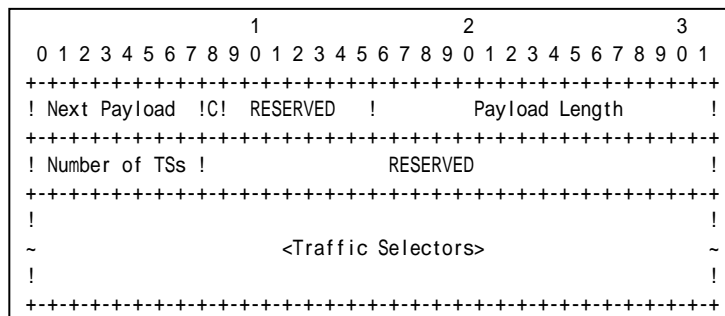 1                   2                   3
 0 1 2 3 4 5 6 7 8 9 0 1 2 3 4 5 6 7 8 9 0 1 2 3 4 5 6 7 8 9 0 1
+-+-+-+-+-+-+-+-+-+-+-+-+-+-+-+-+-+-+-+-+-+-+-+-+-+-+-+-+-+-+-+-+
! Next Payload  !C!  RESERVED   !         Payload Length        !
+-+-+-+-+-+-+-+-+-+-+-+-+-+-+-+-+-+-+-+-+-+-+-+-+-+-+-+-+-+-+-+-+
! Number of TSs !                 RESERVED                      !
+-+-+-+-+-+-+-+-+-+-+-+-+-+-+-+-+-+-+-+-+-+-+-+-+-+-+-+-+-+-+-+-+
!                                                               !
~                       <Traffic Selectors>                     ~
!                                                               !
+-+-+-+-+-+-+-+-+-+-+-+-+-+-+-+-+-+-+-+-+-+-+-+-+-+-+-+-+-+-+-+-+